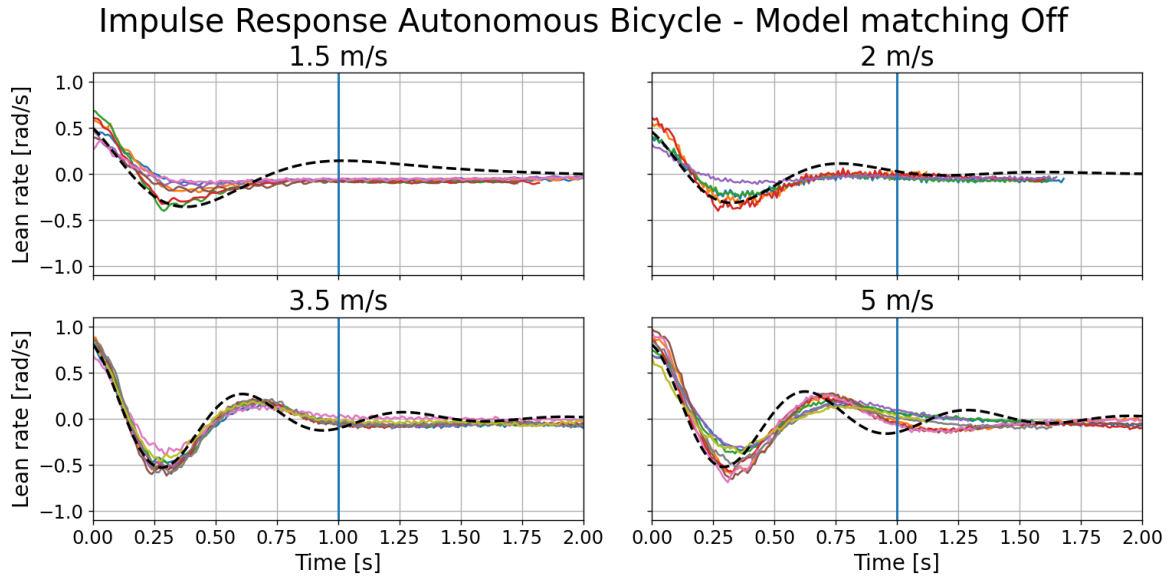 Impulse Response Autonomous Bicycle - Model matching Off
1.5 m/s
2 m/s
Lean rate [rad/s]
1.0
0.5
0.0
−0.5
−1.0
3.5 m/s
5 m/s
Lean rate [rad/s]
1.0
0.5
0.0
−0.5
−1.0
0.00 0.25 0.50 0.75 1.00 1.25 1.50 1.75 2.00
0.00 0.25 0.50 0.75 1.00 1.25 1.50 1.75 2.00
Time [s]
Time [s]